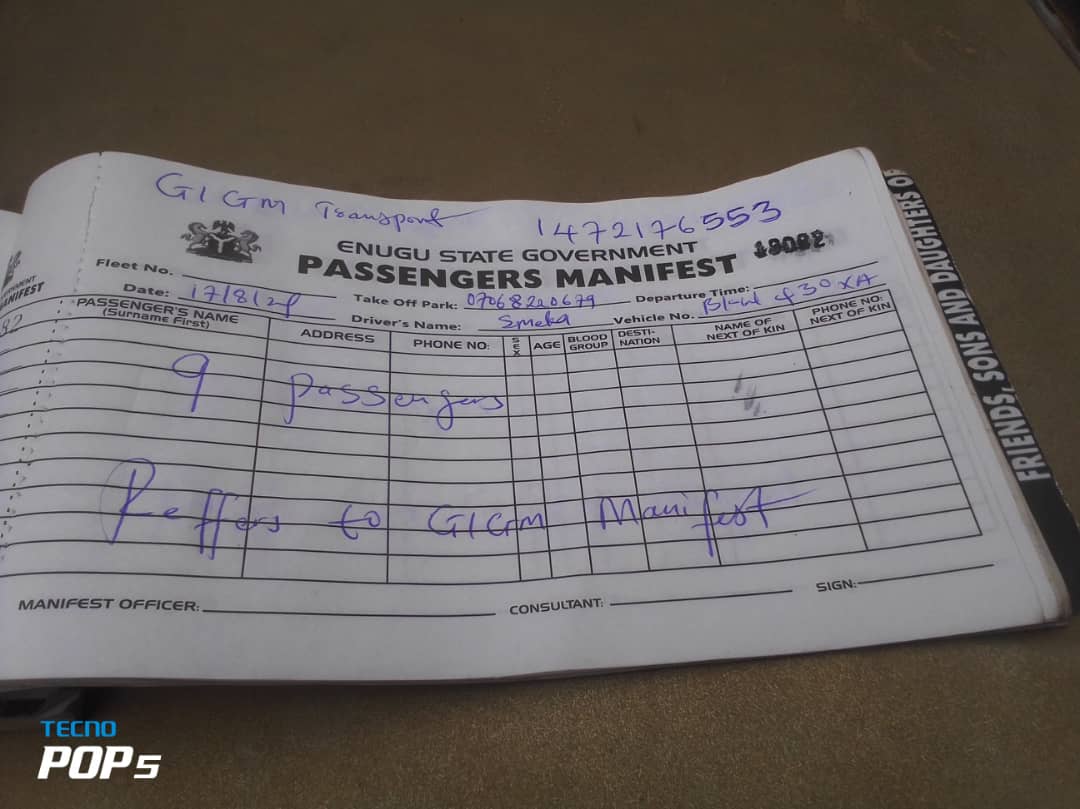 GIGM Transport 1472176553
ENUGU STATE GOVERNMENT
PASSENGERS MANIFEST
Fleet No.
Date: 17/8/21 Take Off Park: 07068220679 Departure Time:
Driver's Name: Emeka Vehicle No.
PASSENGER'S NAME (Surname First) ADDRESS PHONE NO: SEX AGE BLOOD GROUP DESTI-NATION NAME OF NEXT OF KIN PHONE NO: NEXT OF KIN
9 passengers
Reffers to GIGM Manifest
MANIFEST OFFICER: CONSULTANT: SIGN:
FRIENDS, SONS AND DAUGHTERS OF
TECNO
POP 5